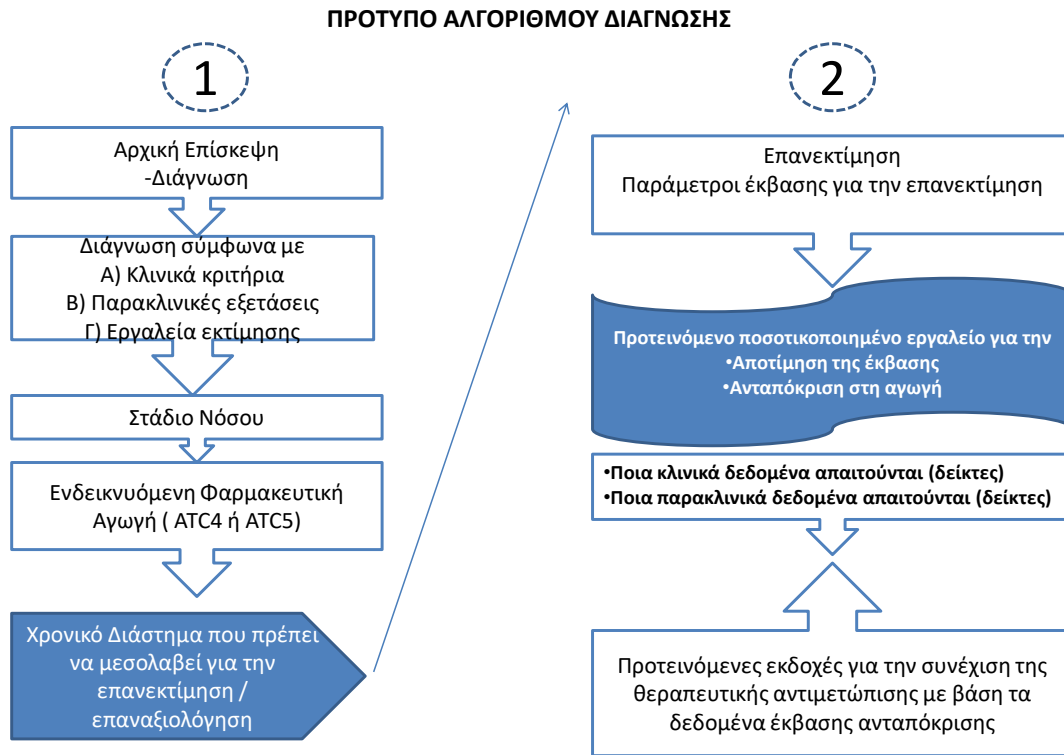 ΠΡΟΤΥΠΟ ΑΛΓΟΡΙΘΜΟΥ ΔΙΑΓΝΩΣΗΣ
1
Αρχική Επίσκεψη
-Διάγνωση
Διάγνωση σύμφωνα με
Α) Κλινικά κριτήρια
Β) Παρακλινικές εξετάσεις
Γ) Εργαλεία εκτίμησης
Στάδιο Νόσου
Ενδεικνυόμενη Φαρμακευτική
Αγωγή ( ATC4 ή ATC5)
Χρονικό Διάστημα που πρέπει
να μεσολαβεί για την
επανεκτίμηση /
επαναξιολόγηση
2
Επανεκτίμηση
Παράμετροι έκβασης για την επανεκτίμηση
Προτεινόμενο ποσοτικοποιημένο εργαλείο για την
•Αποτίμηση της έκβασης
•Ανταπόκριση στη αγωγή
•Ποια κλινικά δεδομένα απαιτούνται (δείκτες)
•Ποια παρακλινικά δεδομένα απαιτούνται (δείκτες)
Προτεινόμενες εκδοχές για την συνέχιση της
θεραπευτικής αντιμετώπισης με βάση τα
δεδομένα έκβασης ανταπόκρισης